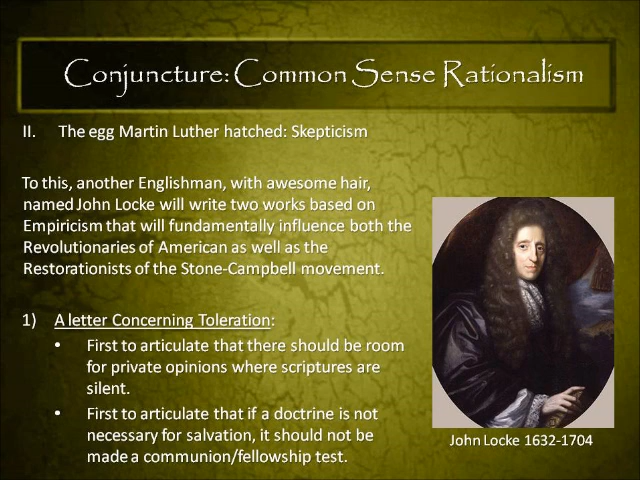 Conjuncture: Common Sense Rationalism
II. The egg Martin Luther hatched: Skepticism
To this, another Englishman, with awesome hair,
named John Locke will write two works based on
Empiricism that will fundamentally influence both the
Revolutionaries of American as well as the
Restorationists of the Stone-Campbell movement.
1) A letter Concerning Toleration:
• First to articulate that there should be room
for private opinions where scriptures are
silent.
• First to articulate that if a doctrine is not
necessary for salvation, it should not be
made a communion/fellowship test.
John Locke 1632-1704